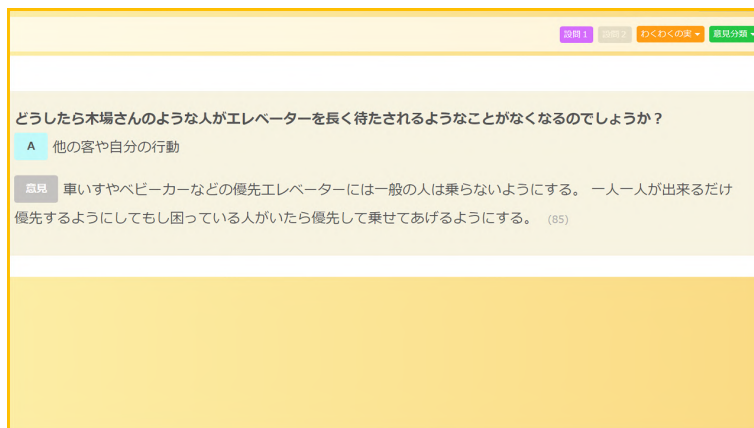 設問 1 設問 2 わくわくの実 意見分類
どうしたら木場さんのような人がエレベーターを長く待たされるようなことがなくなるのでしょうか？
A 他の客や自分の行動
意見 車いすやベビーカーなどの優先エレベーターには一般の人は乗らないようにする。 一人一人が出来るだけ
優先するようにしてもし困っている人がいたら優先して乗せてあげるようにする。 (85)